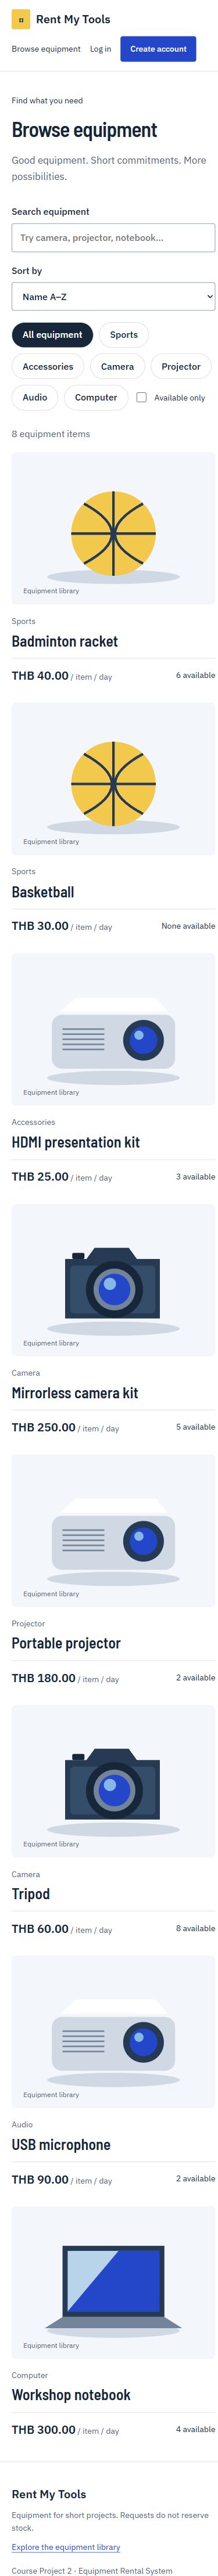 Rent My Tools
Browse equipment Log in Create account
Find what you need
Browse equipment
Good equipment. Short commitments. More
possibilities.
Search equipment
Try camera, projector, notebook…
Sort by
Name A–Z
All equipment Sports
Accessories Camera Projector
Audio Computer Available only
8 equipment items
Equipment library
Sports
Badminton racket
THB 40.00 / item / day 6 available
Equipment library
Sports
Basketball
THB 30.00 / item / day None available
Equipment library
Accessories
HDMI presentation kit
THB 25.00 / item / day 3 available
Equipment library
Camera
Mirrorless camera kit
THB 250.00 / item / day 5 available
Equipment library
Projector
Portable projector
THB 180.00 / item / day 2 available
Equipment library
Camera
Tripod
THB 60.00 / item / day 8 available
Equipment library
Audio
USB microphone
THB 90.00 / item / day 2 available
Equipment library
Computer
Workshop notebook
THB 300.00 / item / day 4 available
Rent My Tools
Equipment for short projects. Requests do not reserve
stock.
Explore the equipment library
Course Project 2 · Equipment Rental System